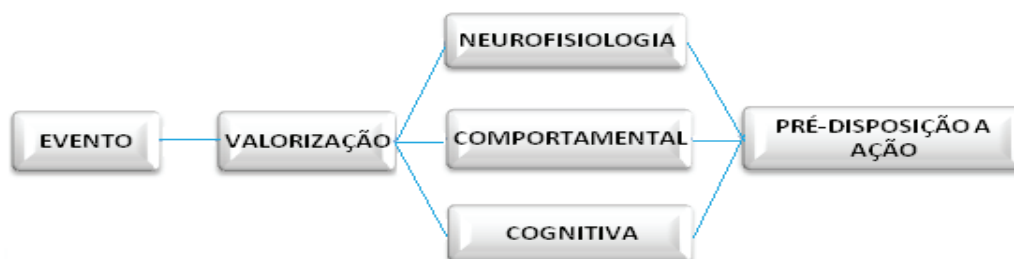 EVENTO
VALORIZAÇÃO
NEUROFISIOLOGIA
COMPORTAMENTAL
COGNITIVA
PRÉ-DISPOSIÇÃO A
AÇÃO